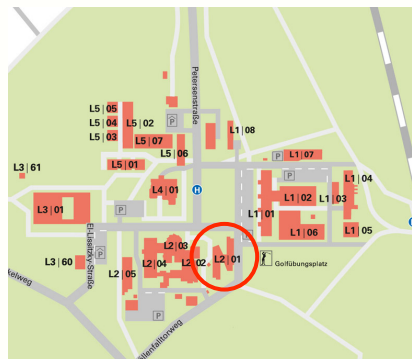 Petersenstraße
L5 | 05
L5 | 04
L5 | 02
L5 | 03
L5 | 07
L5 | 06
L5 | 01
L1 | 08
P
P
L1 | 07
P
L3 | 61
L4 | 01
H
L1 | 04
L1 | 02
L1 | 03
L1 | 01
L3 | 01
P
El-Lissitzky-Straße
L1 | 06
L1 | 05
P
L2 | 03
L2 | 01
L3 | 60
P
L2 | 04
L2 | 02
Golfübungsplatz
L2 | 05
P
kelweg
ilienfalltorweg